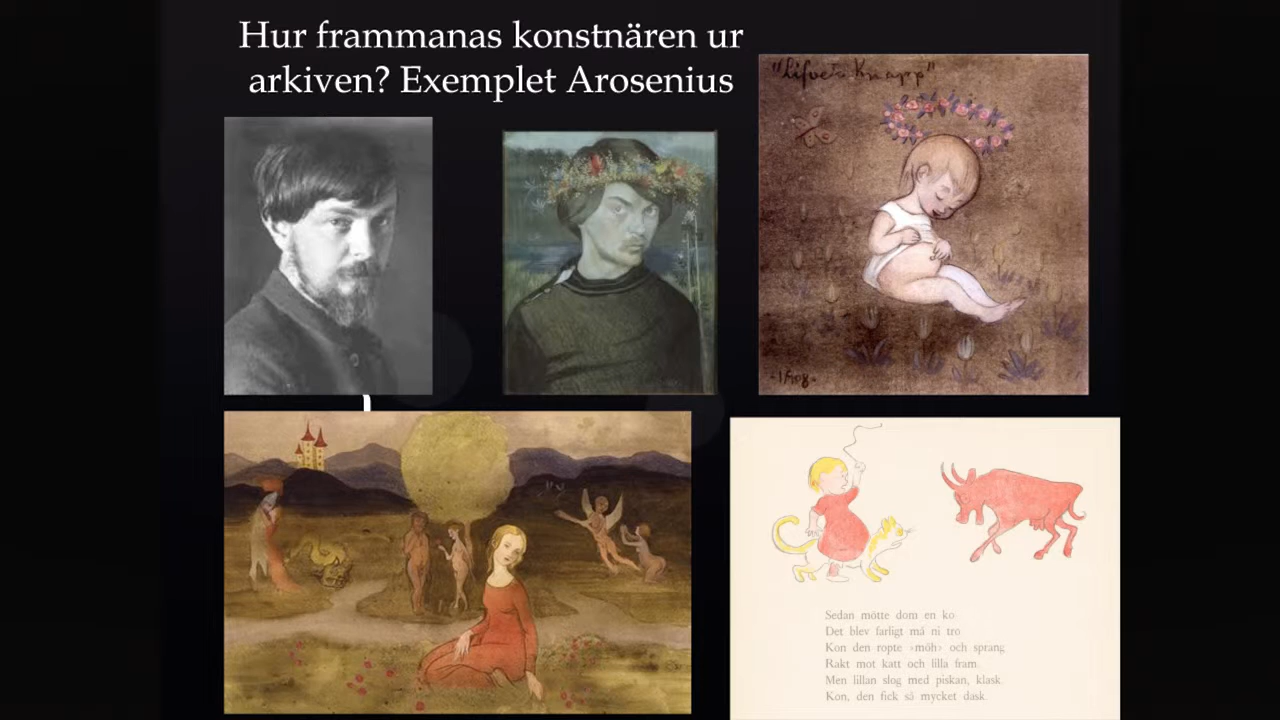 Hur frammanas konstnären ur
arkiven? Exemplet Arosenius
"Lifvets Knapp"
-1908-
Sedan mötte dom en ko
Det blev farligt må ni tro
Kon den ropte ›möh› och sprang
Rakt mot katt och lilla fram.
Men lillan slog med piskan, klask.
Kon, den fick så mycket dask.